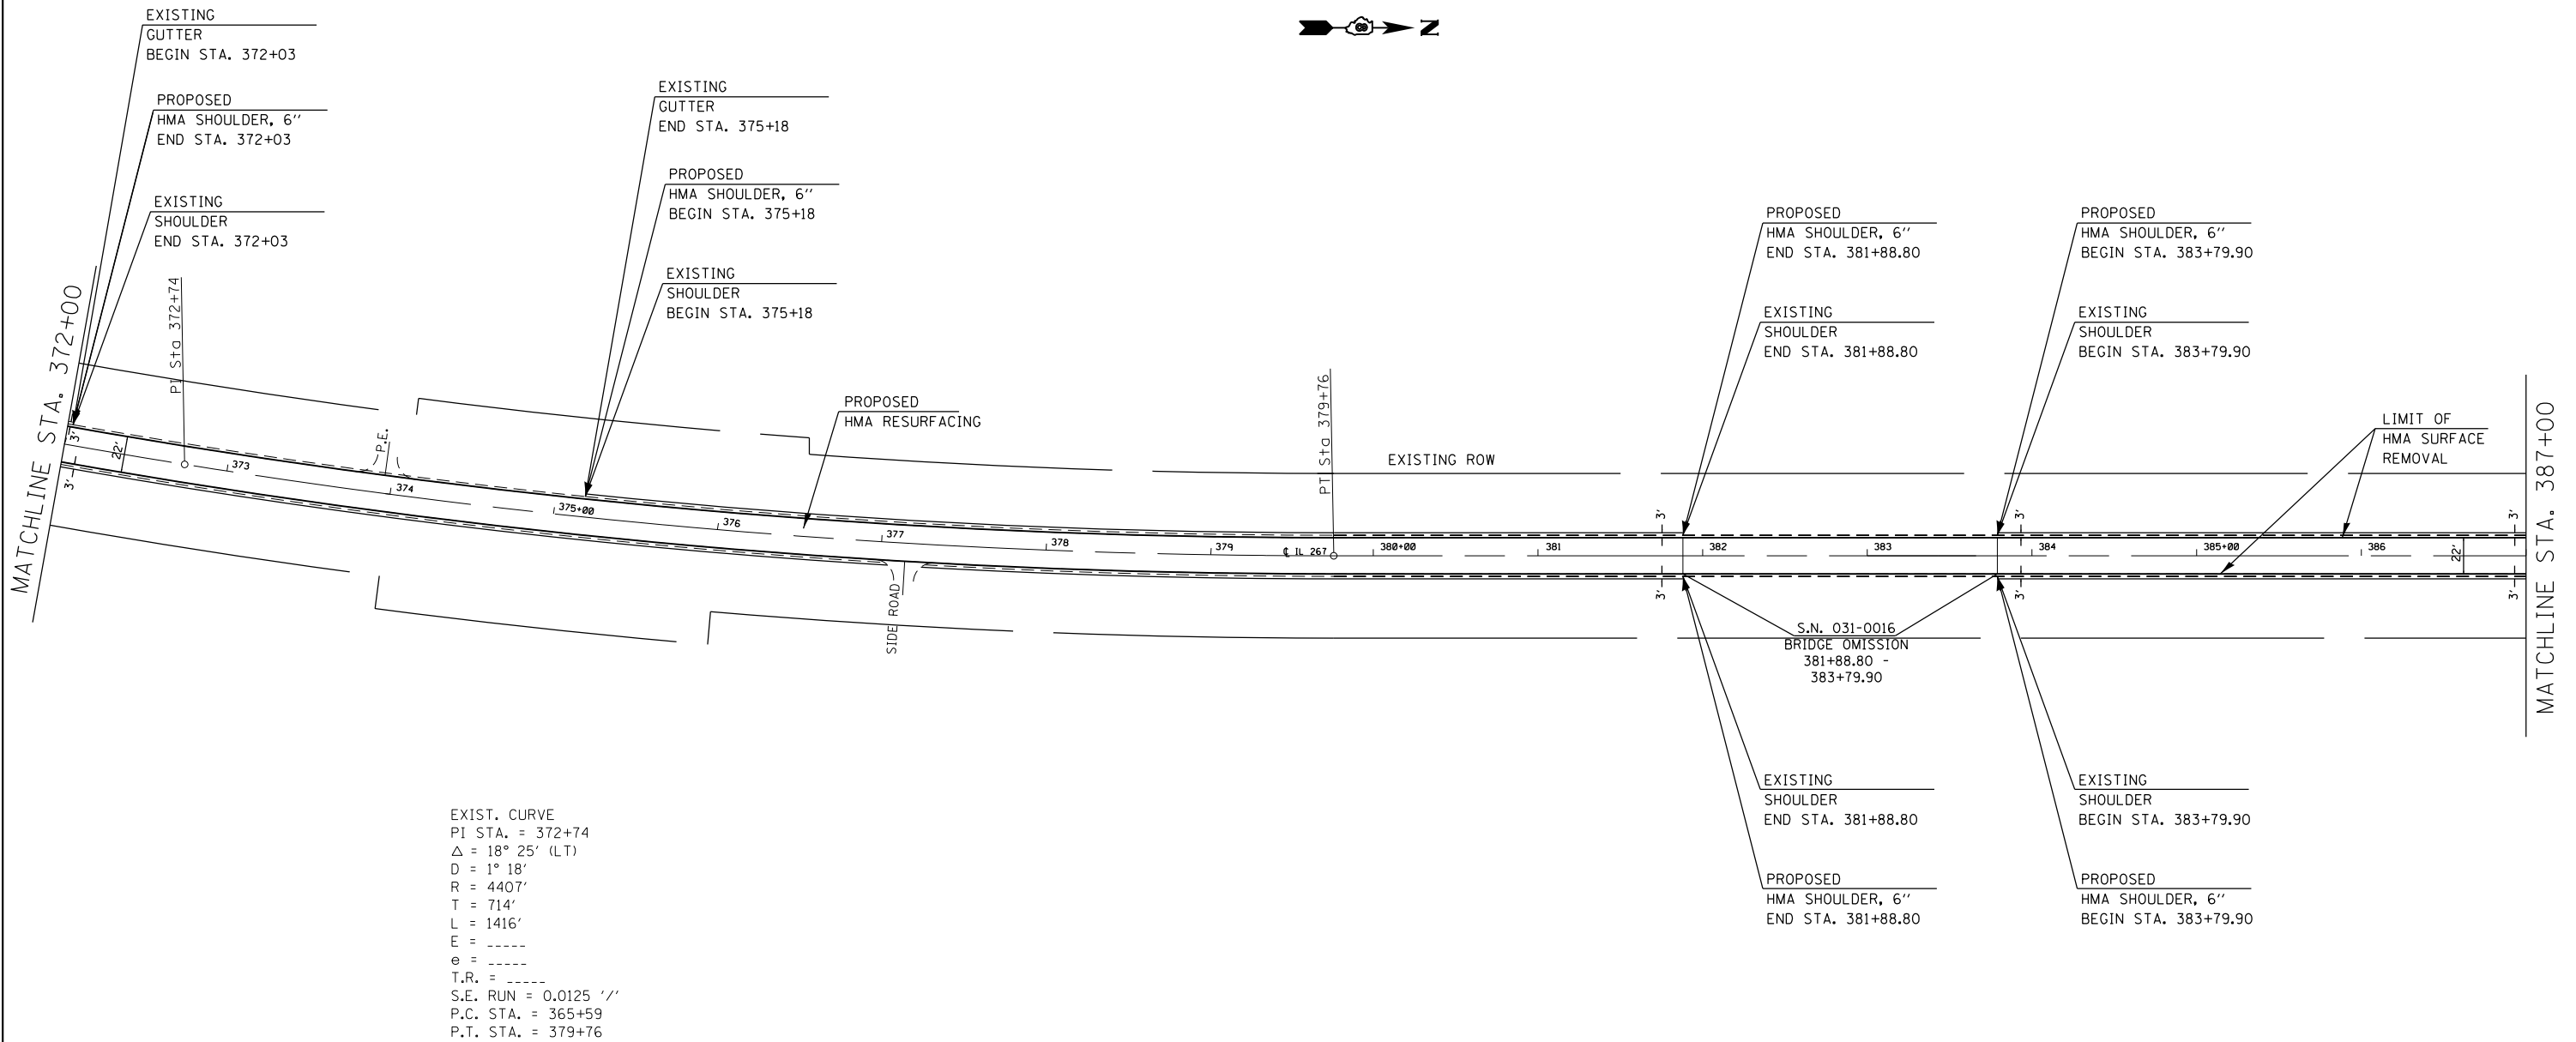 EXISTING
GUTTER
BEGIN STA. 372+03
PROPOSED
HMA SHOULDER, 6''
END STA. 372+03
EXISTING
SHOULDER
END STA. 372+03
EXISTING
GUTTER
END STA. 375+18
PROPOSED
HMA SHOULDER, 6''
BEGIN STA. 375+18
EXISTING
SHOULDER
BEGIN STA. 375+18
N
PROPOSED
HMA SHOULDER, 6''
END STA. 381+88.80
EXISTING
SHOULDER
END STA. 381+88.80
PROPOSED
HMA SHOULDER, 6''
BEGIN STA. 383+79.90
EXISTING
SHOULDER
BEGIN STA. 383+79.90
MATCHLINE STA. 372+00
PI Sta 372+74
3'
22'
3'
P.E.
PROPOSED
HMA RESURFACING
PT Sta 379+76
EXISTING ROW
LIMIT OF
HMA SURFACE
REMOVAL
373
374
375+00
376
377
378
379
℄ IL 267
380+00
381
382
383
384
385+00
386
3'
3'
3'
22'
3'
3'
3'
SIDE ROAD
MATCHLINE STA. 387+00
S.N. 031-0016
BRIDGE OMISSION
381+88.80 -
383+79.90
EXISTING
SHOULDER
END STA. 381+88.80
PROPOSED
HMA SHOULDER, 6''
END STA. 381+88.80
EXISTING
SHOULDER
BEGIN STA. 383+79.90
PROPOSED
HMA SHOULDER, 6''
BEGIN STA. 383+79.90
EXIST. CURVE
PI STA. = 372+74
△ = 18° 25' (LT)
D = 1° 18'
R = 4407'
T = 714'
L = 1416'
E = _____
e = _____
T.R. = _____
S.E. RUN = 0.0125 '/'
P.C. STA. = 365+59
P.T. STA. = 379+76